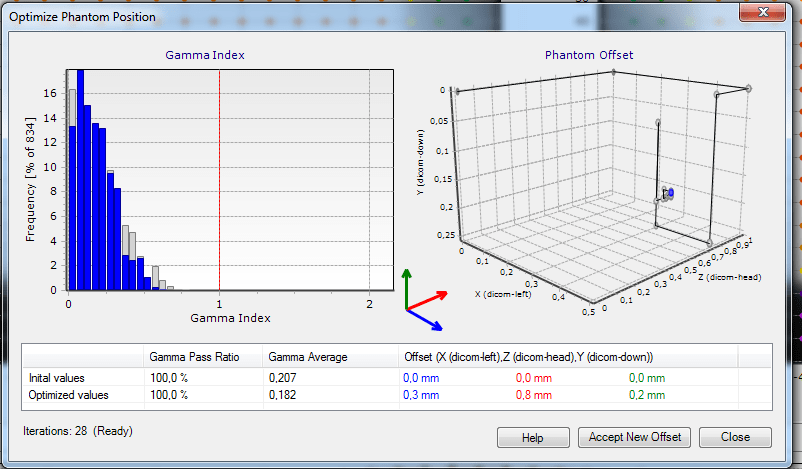 Optimize Phantom Position
Gamma Index
Phantom Offset
Frequency [% of 834]
16
14
12
10
8
6
4
2
0
0
1
2
Gamma Index
Y (dicom-down)
0
0,05
0,1
0,15
0,2
0,25
0
0,1
0,2
0,3
0,4
0,5
X (dicom-left)
0
0,1
0,2
0,3
0,4
0,5
0,6
0,7
0,8
0,9
1
Z (dicom-head)
Gamma Pass Ratio Gamma Average Offset (X (dicom-left),Z (dicom-head),Y (dicom-down))
Inital values 100,0 % 0,207 0,0 mm 0,0 mm 0,0 mm
Optimized values 100,0 % 0,182 0,3 mm 0,8 mm 0,2 mm
Iterations: 28 (Ready)
Help
Accept New Offset
Close